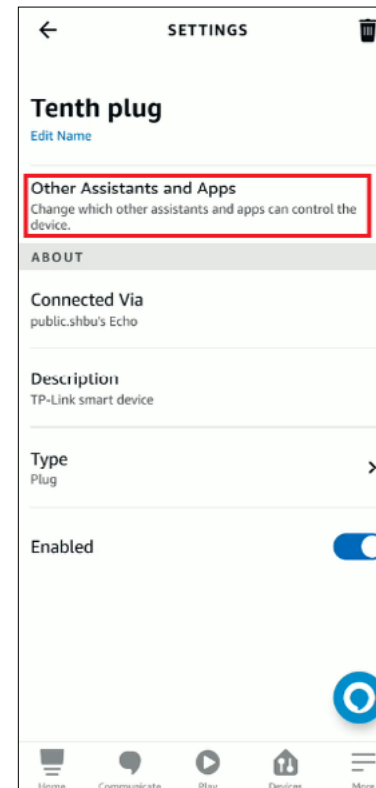 SETTINGS
Tenth plug
Edit Name
Other Assistants and Apps
Change which other assistants and apps can control the
device.
ABOUT
Connected Via
public.shbu's Echo
Description
TP-Link smart device
Type
Plug
Enabled
Home Communicate Play Devices More